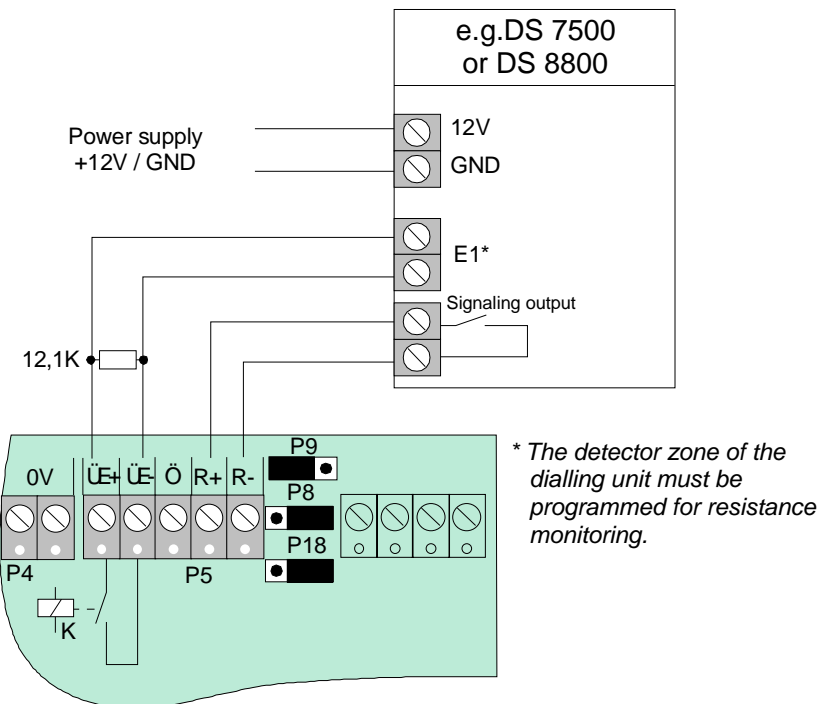 e.g.DS 7500
or DS 8800
Power supply
+12V / GND
12V
GND
E1*
Signaling output
12,1K
P9
0V ÜE+ ÜE- Ö R+ R-
P8
P18
P4
P5
K
* The detector zone of the
dialling unit must be
programmed for resistance
monitoring.